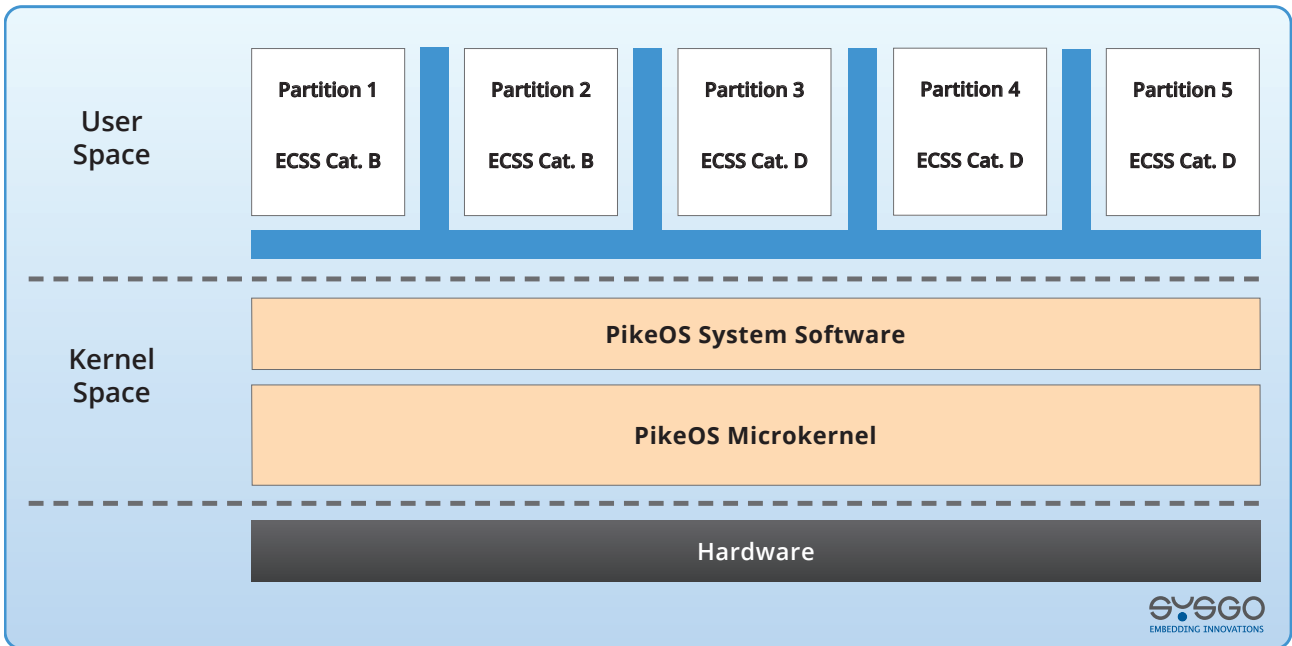 User
Space
Partition 1
ECSS Cat. B
Partition 2
ECSS Cat. B
Partition 3
ECSS Cat. D
Partition 4
ECSS Cat. D
Partition 5
ECSS Cat. D
Kernel
Space
PikeOS System Software
PikeOS Microkernel
Hardware
SYSGO
EMBEDDING INNOVATIONS